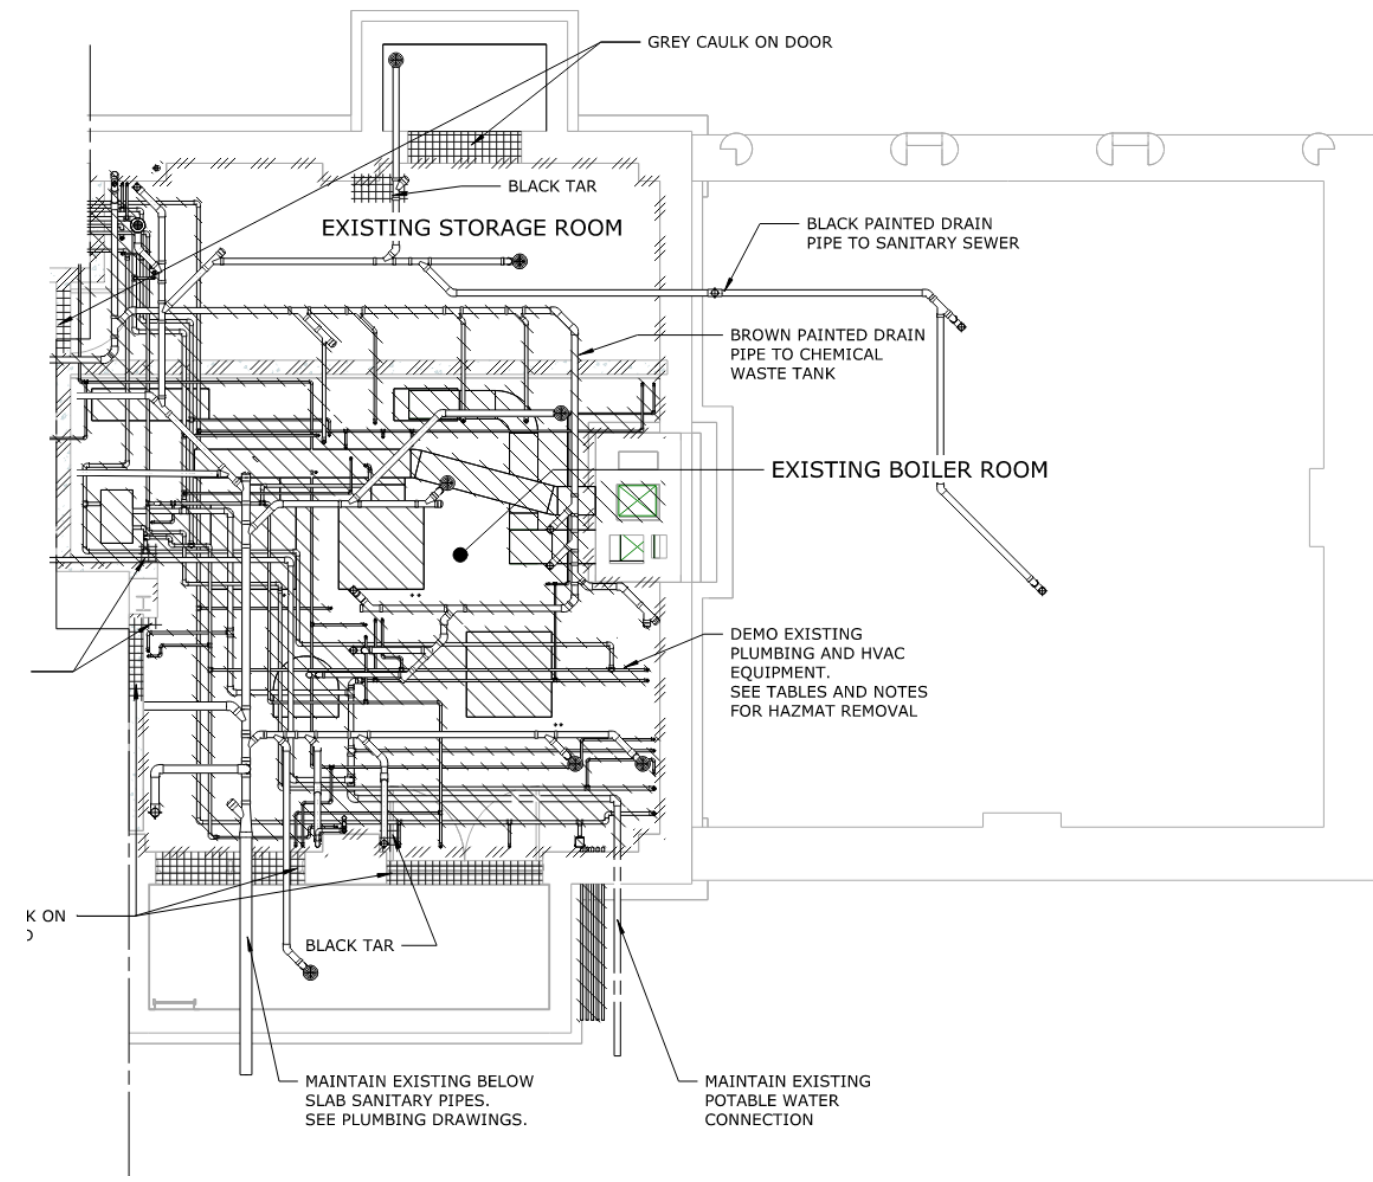 GREY CAULK ON DOOR
BLACK TAR
EXISTING STORAGE ROOM
BLACK PAINTED DRAIN
PIPE TO SANITARY SEWER
BROWN PAINTED DRAIN
PIPE TO CHEMICAL
WASTE TANK
EXISTING BOILER ROOM
DEMO EXISTING
PLUMBING AND HVAC
EQUIPMENT.
SEE TABLES AND NOTES
FOR HAZMAT REMOVAL
ON
BLACK TAR
MAINTAIN EXISTING BELOW
SLAB SANITARY PIPES.
SEE PLUMBING DRAWINGS.
MAINTAIN EXISTING
POTABLE WATER
CONNECTION